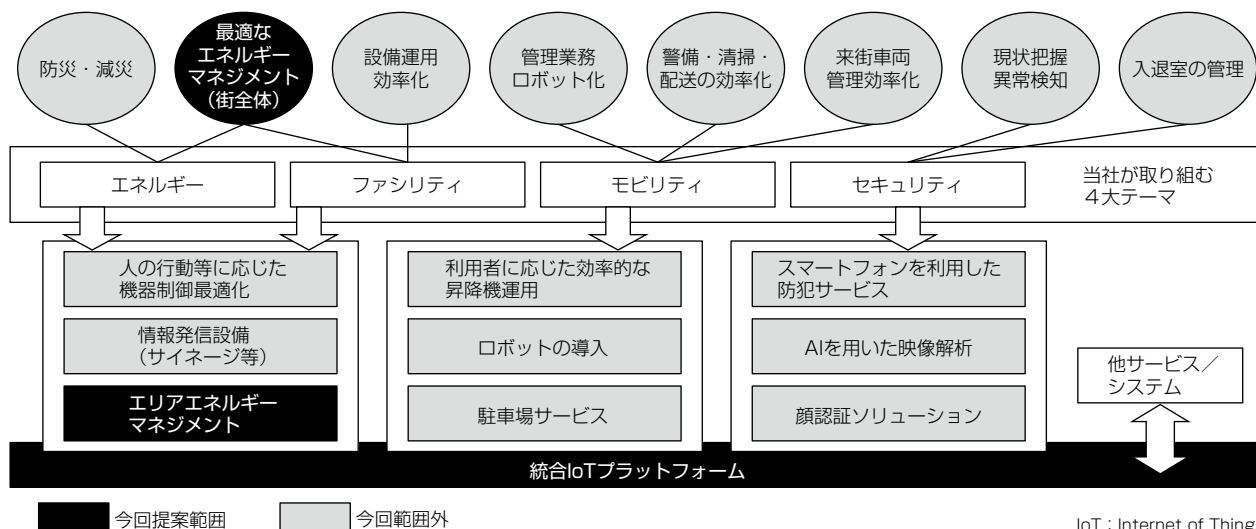 防災・減災
最適な
エネルギー
マネジメント
（街全体）
設備運用
効率化
管理業務
ロボット化
警備・清掃・
配送の効率化
来街車両
管理効率化
現状把握
異常検知
入退室の管理
エネルギー
ファシリティ
モビリティ
セキュリティ
当社が取り組む
4大テーマ
人の行動等に応じた
機器制御最適化
情報発信設備
（サイネージ等）
エリアエネルギー
マネジメント
利用者に応じた効率的な
昇降機運用
ロボットの導入
駐車場サービス
スマートフォンを利用した
防犯サービス
AIを用いた映像解析
顔認証ソリューション
他サービス／
システム
統合IoTプラットフォーム
今回提案範囲
今回範囲外
IoT：Internet of Thing